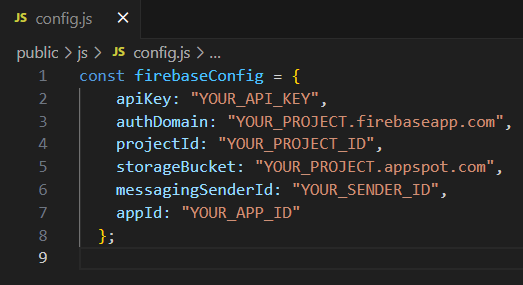 JS config.js ×
public > js > JS config.js > ...
1 const firebaseConfig = {
2 apiKey: "YOUR_API_KEY",
3 authDomain: "YOUR_PROJECT.firebaseapp.com",
4 projectId: "YOUR_PROJECT_ID",
5 storageBucket: "YOUR_PROJECT.appspot.com",
6 messagingSenderId: "YOUR_SENDER_ID",
7 appId: "YOUR_APP_ID"
8 };
9